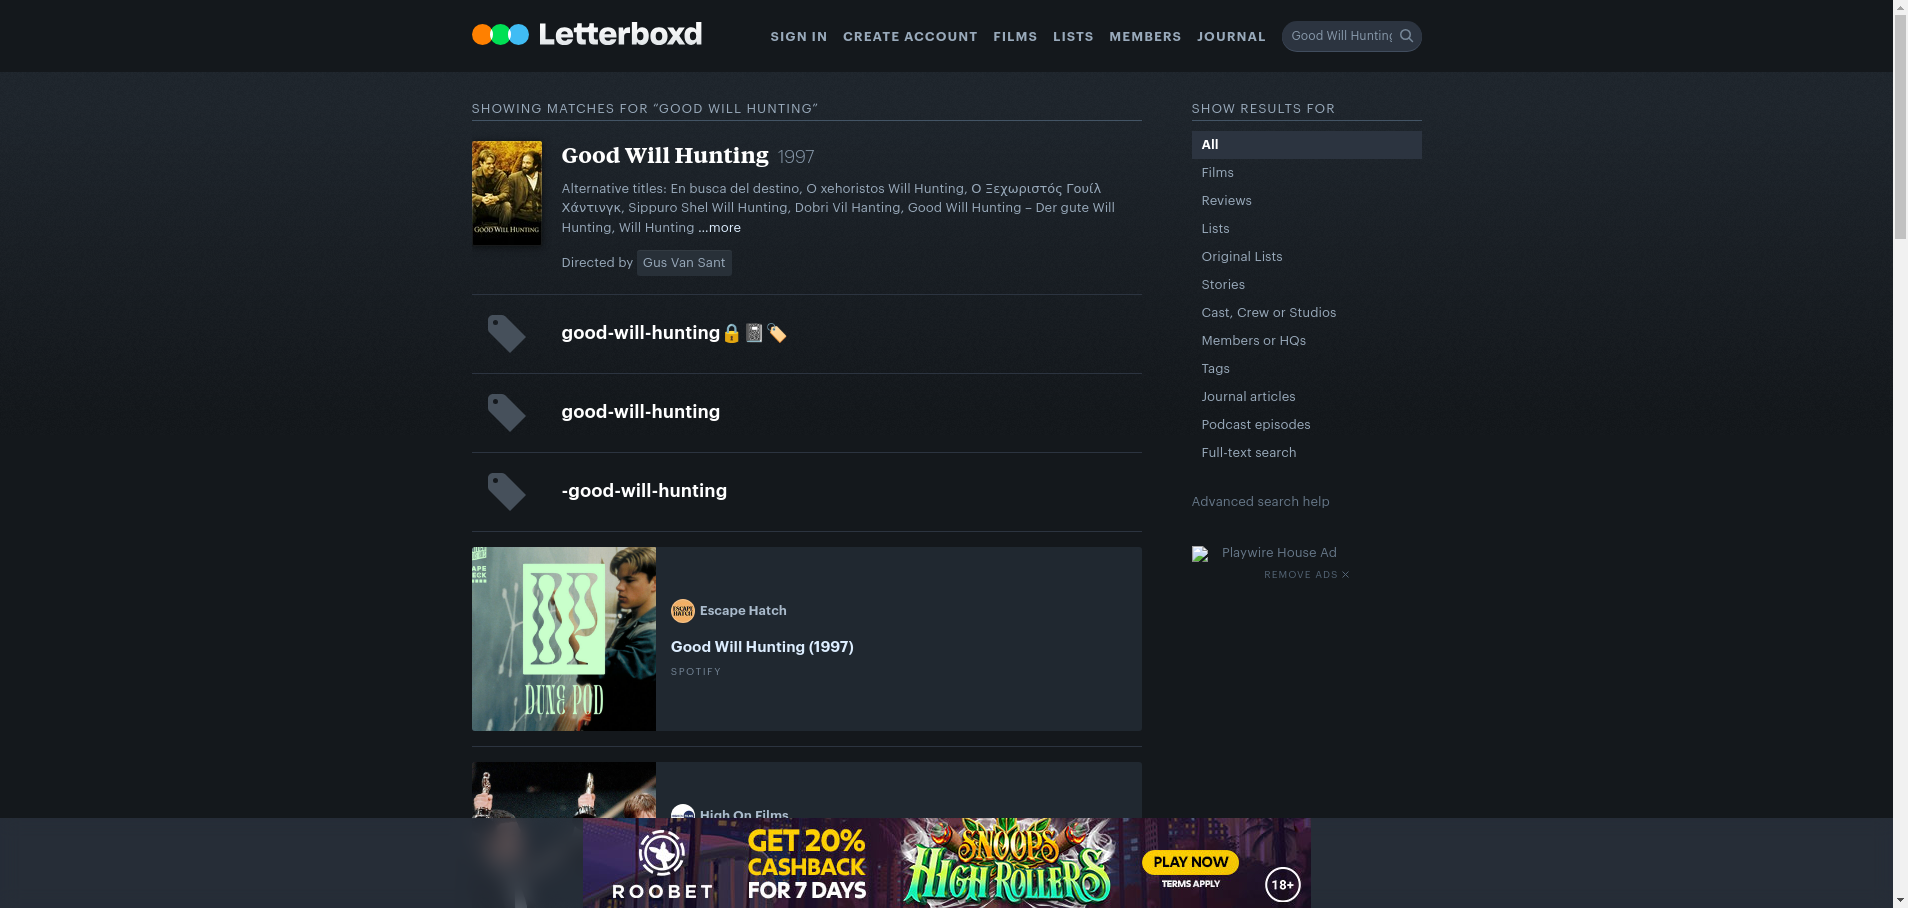 Letterboxd
SIGN IN
CREATE ACCOUNT
FILMS
LISTS
MEMBERS
JOURNAL
Good Will Hunting
SHOWING MATCHES FOR “GOOD WILL HUNTING”
GOOD WILL HUNTING
Good Will Hunting 1997
Alternative titles: En busca del destino, O xehoristos Will Hunting, Ο Ξεχωριστός Γουίλ
Χάντινγκ, Sippuro Shel Will Hunting, Dobri Vil Hanting, Good Will Hunting – Der gute Will
Hunting, Will Hunting ...more
Directed by Gus Van Sant
good-will-hunting🔒📓🏷️
good-will-hunting
-good-will-hunting
DUNE POD
ESCAPE HATCH
Escape Hatch
Good Will Hunting (1997)
SPOTIFY
High On Films
SHOW RESULTS FOR
All
Films
Reviews
Lists
Original Lists
Stories
Cast, Crew or Studios
Members or HQs
Tags
Journal articles
Podcast episodes
Full-text search
Advanced search help
Playwire House Ad
REMOVE ADS ×
ROOBET
GET 20%
CASHBACK
FOR 7 DAYS
SNOOP'S
HIGH ROLLERS
PLAY NOW
TERMS APPLY
18+